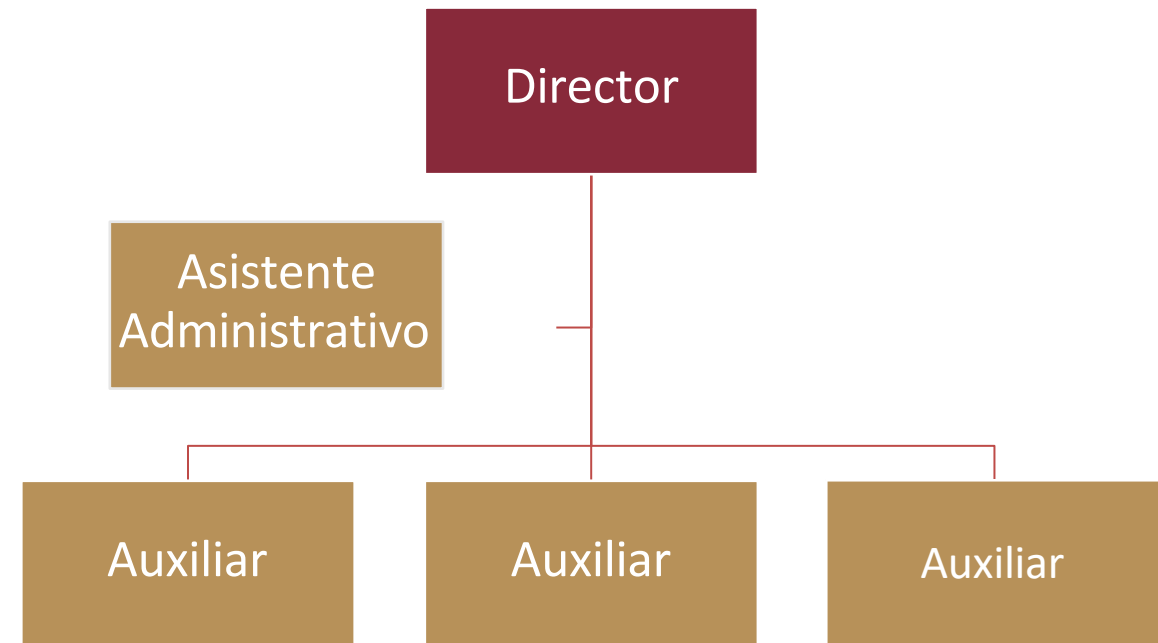 Director
Asistente
Administrativo
Auxiliar
Auxiliar
Auxiliar